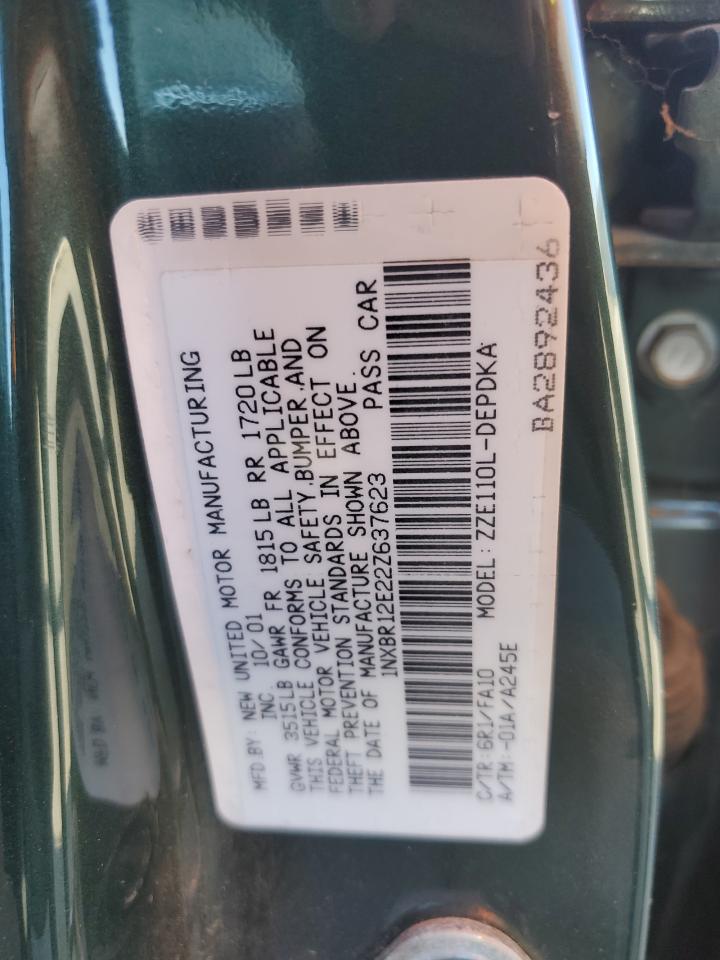 MFD.BY: NEW UNITED MOTOR MANUFACTURING
INC. 10/01
GVWR 3515LB GAWR FR 1815LB RR 1720LB
THIS VEHICLE CONFORMS TO ALL APPLICABLE
FEDERAL MOTOR VEHICLE SAFETY,BUMPER,AND
THEFT PREVENTION STANDARDS IN EFFECT ON
THE DATE OF MANUFACTURE SHOWN ABOVE.
1NXBR12E22Z637623 PASS CAR
C/TR:6R1/FA10 MODEL: ZZE110L-DEPDKA
A/TM:-01A/A245E
BA2892436